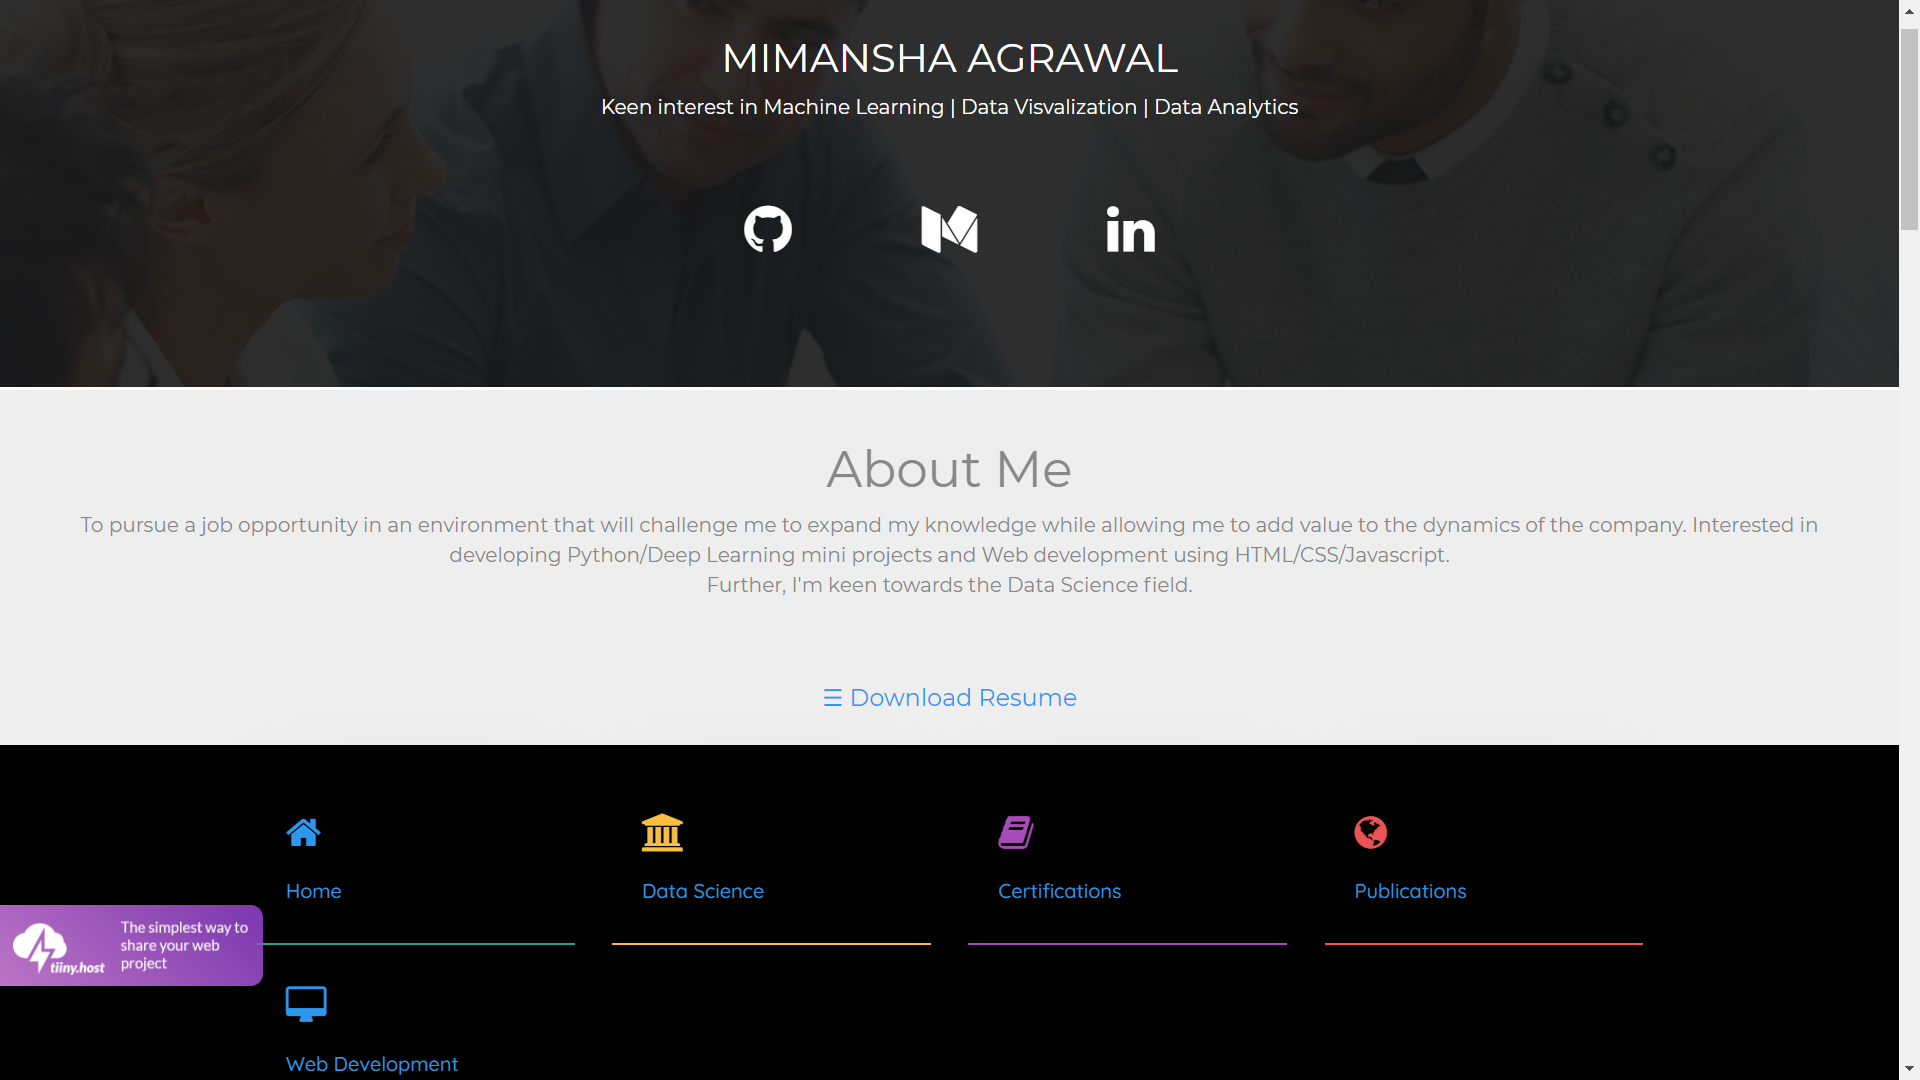 MIMANSHA AGRAWAL
Keen interest in Machine Learning | Data Visvalization | Data Analytics
About Me
To pursue a job opportunity in an environment that will challenge me to expand my knowledge while allowing me to add value to the dynamics of the company. Interested in
developing Python/Deep Learning mini projects and Web development using HTML/CSS/Javascript.
Further, I'm keen towards the Data Science field.
☰ Download Resume
Home
Data Science
Certifications
Publications
The simplest way to
share your web
project
tiiny.host
Web Development